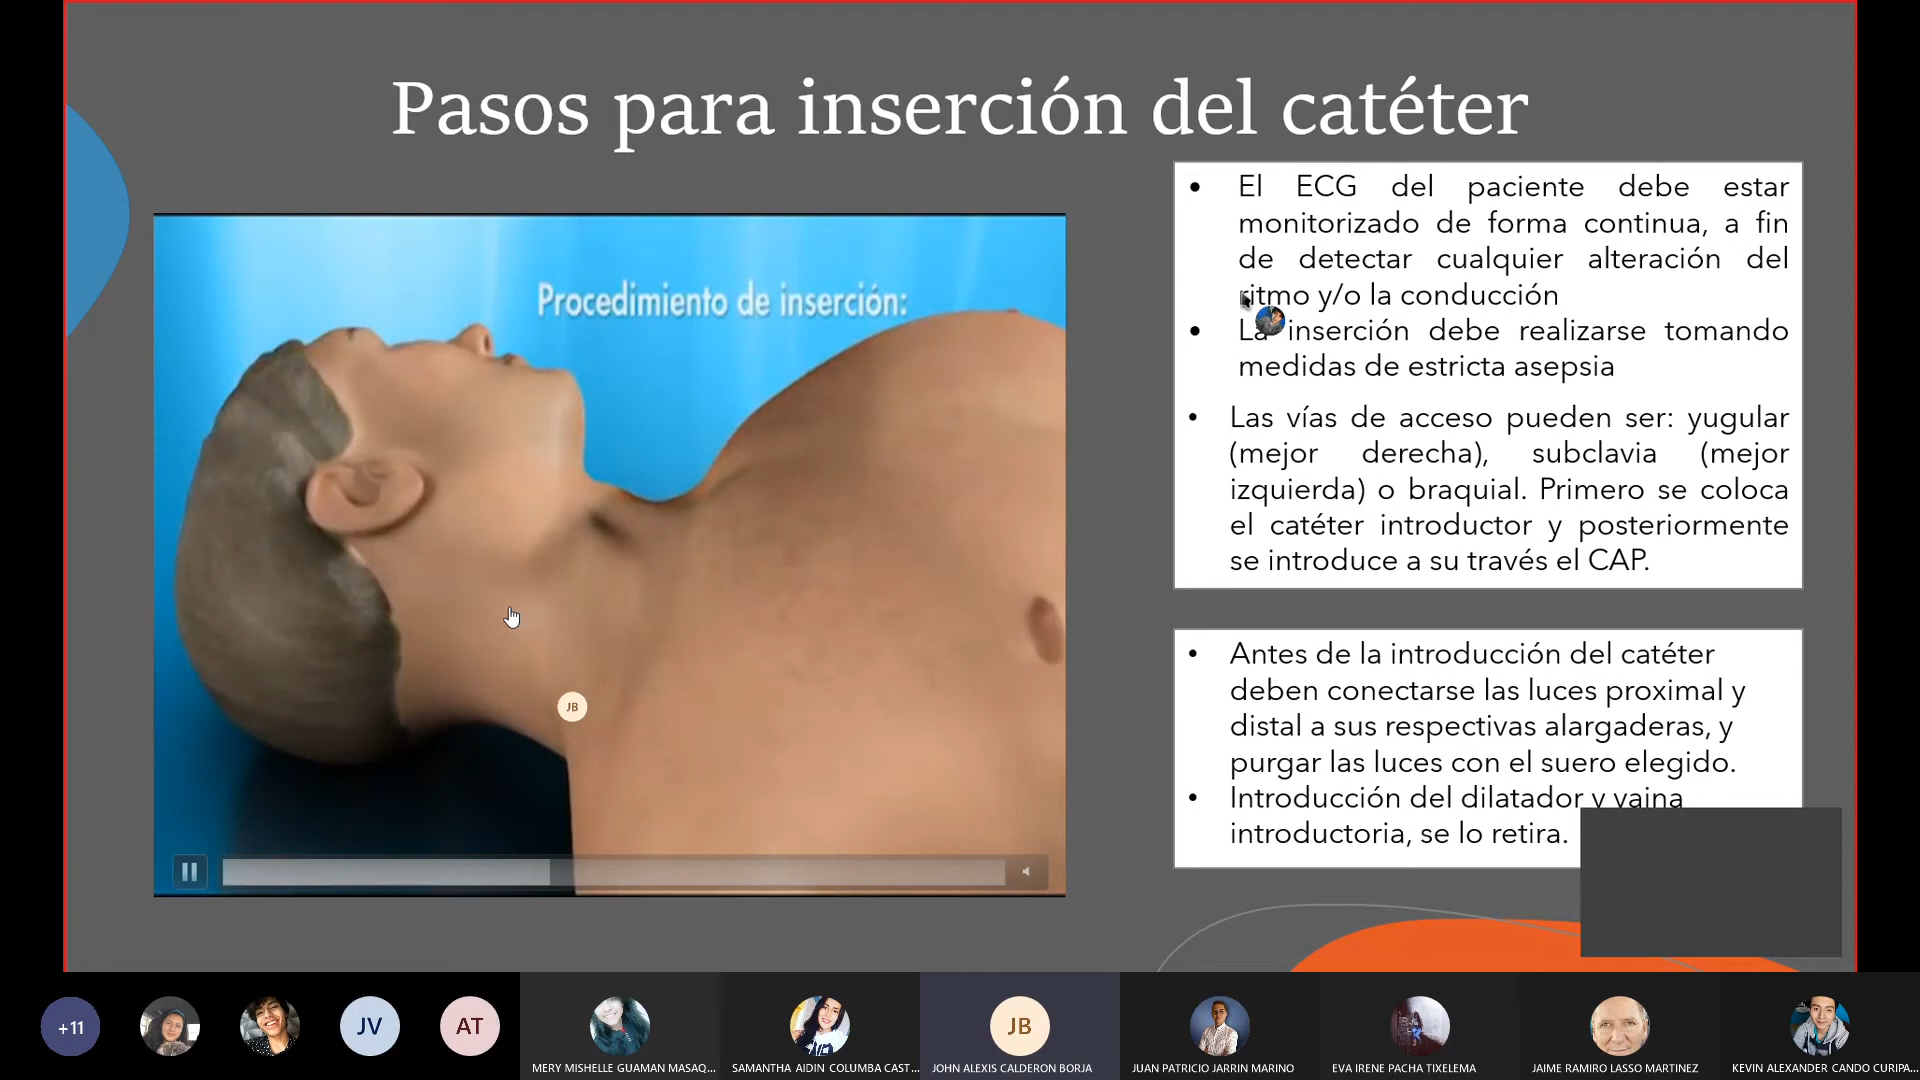 Pasos para inserción del catéter
Procedimiento de inserción:
El ECG del paciente debe estar
monitorizado de forma continua, a fin
de detectar cualquier alteración del
ritmo y/o la conducción
La inserción debe realizarse tomando
medidas de estricta asepsia
Las vías de acceso pueden ser: yugular
(mejor derecha), subclavia (mejor
izquierda) o braquial. Primero se coloca
el catéter introductor y posteriormente
se introduce a su través el CAP.
Antes de la introducción del catéter
deben conectarse las luces proximal y
distal a sus respectivas alargaderas, y
purgar las luces con el suero elegido.
Introducción del dilatador y vaina
introductoria, se lo retira.
JB
+11
JV
AT
JB
MERY MISHELLE GUAMAN MASAQ...
SAMANTHA AIDIN COLUMBA CAST...
JOHN ALEXIS CALDERON BORJA
JUAN PATRICIO JARRIN MARINO
EVA IRENE PACHA TIXELEMA
JAIME RAMIRO LASSO MARTINEZ
KEVIN ALEXANDER CANDO CURIPA...